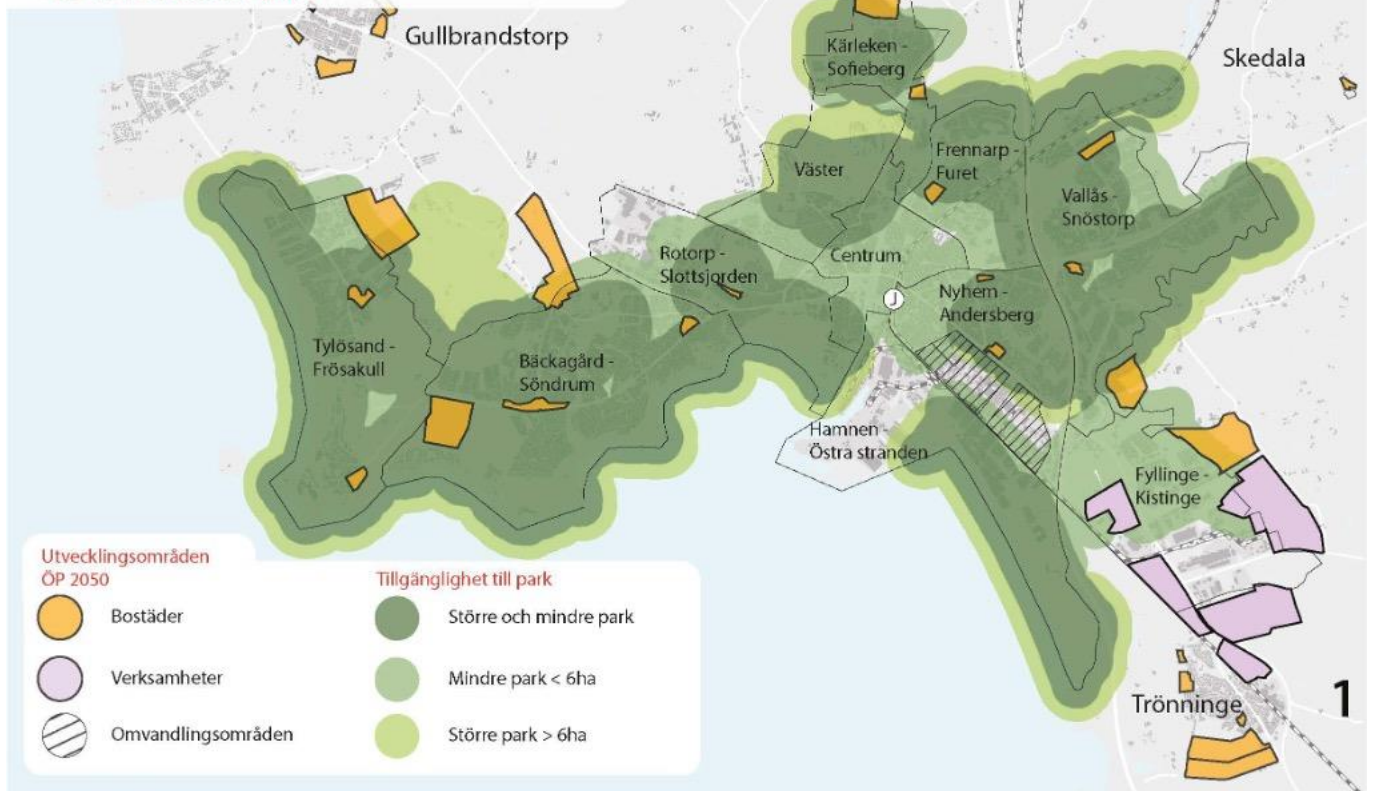 Gullbrandstorp
Kärleken -
Sofieberg
Skedala
Väster
Frennarp -
Furet
Vallås -
Snöstorp
Rotorp -
Slottsjorden
Centrum
J
Nyhem -
Andersberg
Tylösand -
Frösakull
Bäckagård -
Söndrum
Hamnen -
Östra stranden
Fyllinge -
Kistinge
Trönninge
1
Utvecklingsområden
ÖP 2050
Bostäder
Verksamheter
Omvandlingsområden
Tillgänglighet till park
Större och mindre park
Mindre park < 6ha
Större park > 6ha